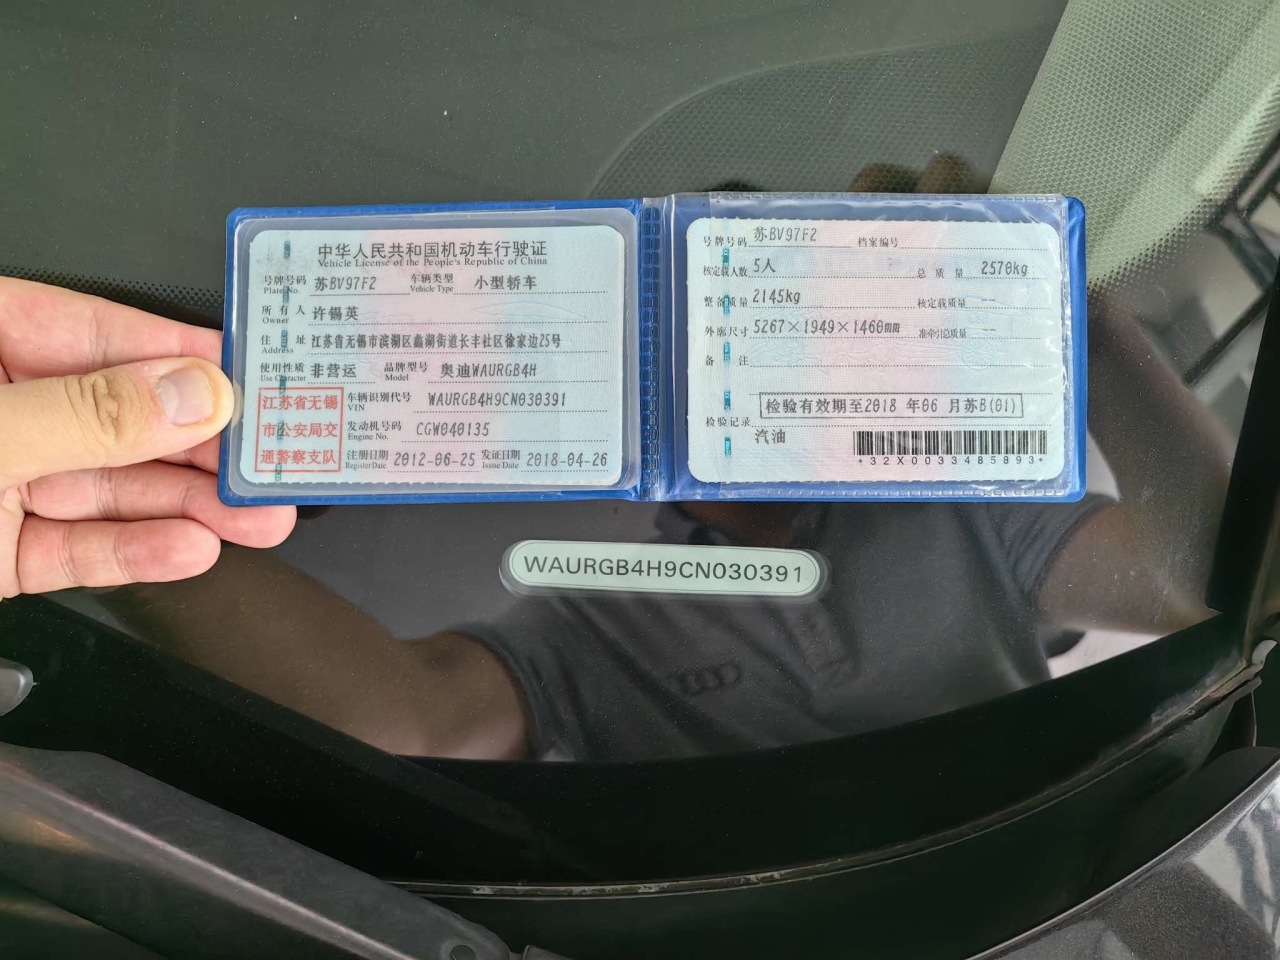 中华人民共和国机动车行驶证
Vehicle License of the People's Republic of China
号牌号码 苏BV97F2 车辆类型 小型轿车
Plate No. Vehicle Type
所有人 许锡英
Owner
住址 江苏省无锡市滨湖区蠡湖街道长丰社区徐家边25号
Address
使用性质 非营运 品牌型号 奥迪WAURGB4H
Use Character Model
江苏省无锡
市公安局交
通警察支队
车辆识别代号 WAURGB4H9CN030391
VIN
发动机号码 CGW040135
Engine No.
注册日期 2012-06-25 发证日期 2018-04-26
Register Date Issue Date
号牌号码 苏BV97F2 档案编号
核定载人数 5人 总质量 2570kg
整备质量 2145kg 核定载质量 --
外廓尺寸 5267×1949×1460mm 准牵引总质量 --
备注
检验有效期至2018 年06 月苏B(01)
检验记录
汽油
*32X0033485893*
WAURGB4H9CN030391